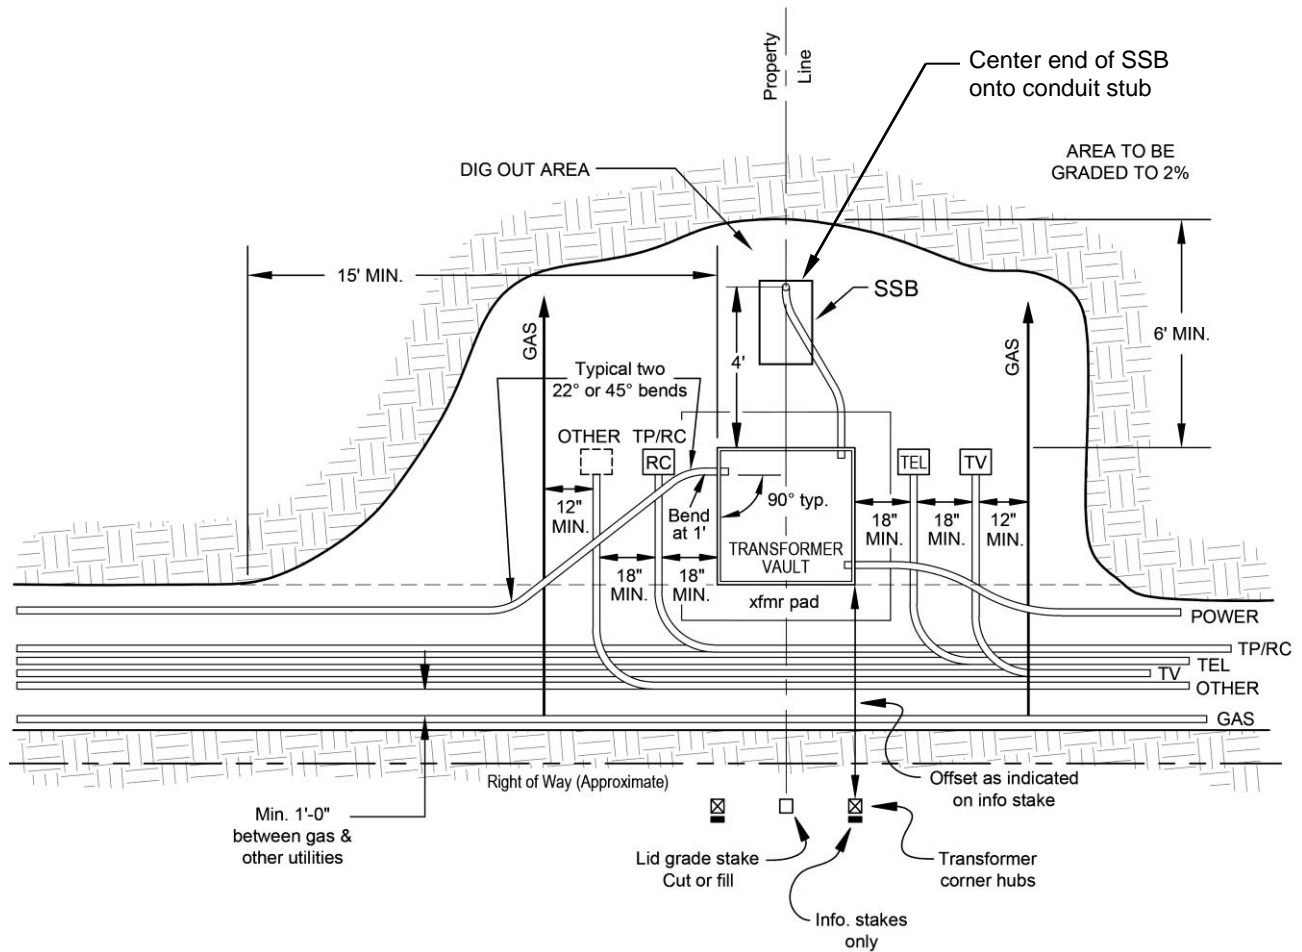 Property
Line
Center end of SSB
onto conduit stub
AREA TO BE
GRADED TO 2%
DIG OUT AREA
15' MIN.
SSB
6' MIN.
GAS
GAS
4'
Typical two
22° or 45° bends
OTHER
TP/RC
RC
TEL
TV
12"
MIN.
Bend
at 1'
90° typ.
18"
MIN.
18"
MIN.
12"
MIN.
TRANSFORMER
VAULT
18"
MIN.
18"
MIN.
xfmr pad
POWER
TP/RC
TEL
TV
OTHER
GAS
Right of Way (Approximate)
Offset as indicated
on info stake
Min. 1'-0"
between gas &
other utilities
Lid grade stake
Cut or fill
Transformer
corner hubs
Info. stakes
only